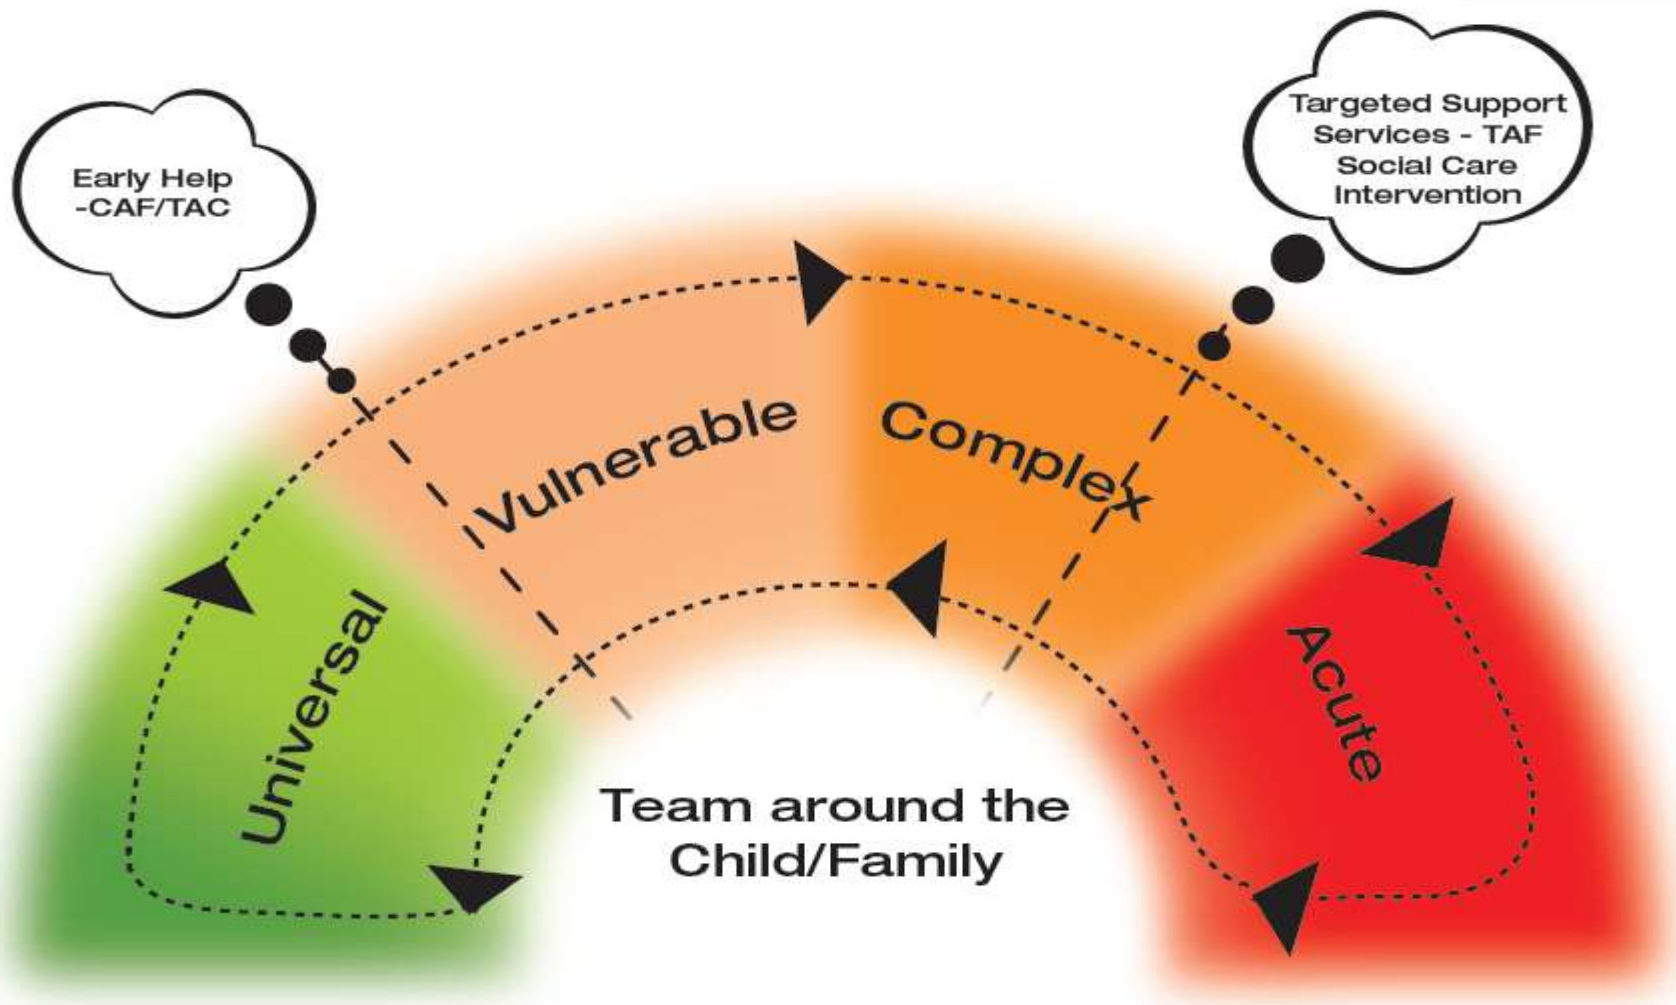 Early Help
-CAF/TAC
Targeted Support
Services - TAF
Social Care
Intervention
Universal
Vulnerable
Complex
Acute
Team around the
Child/Family